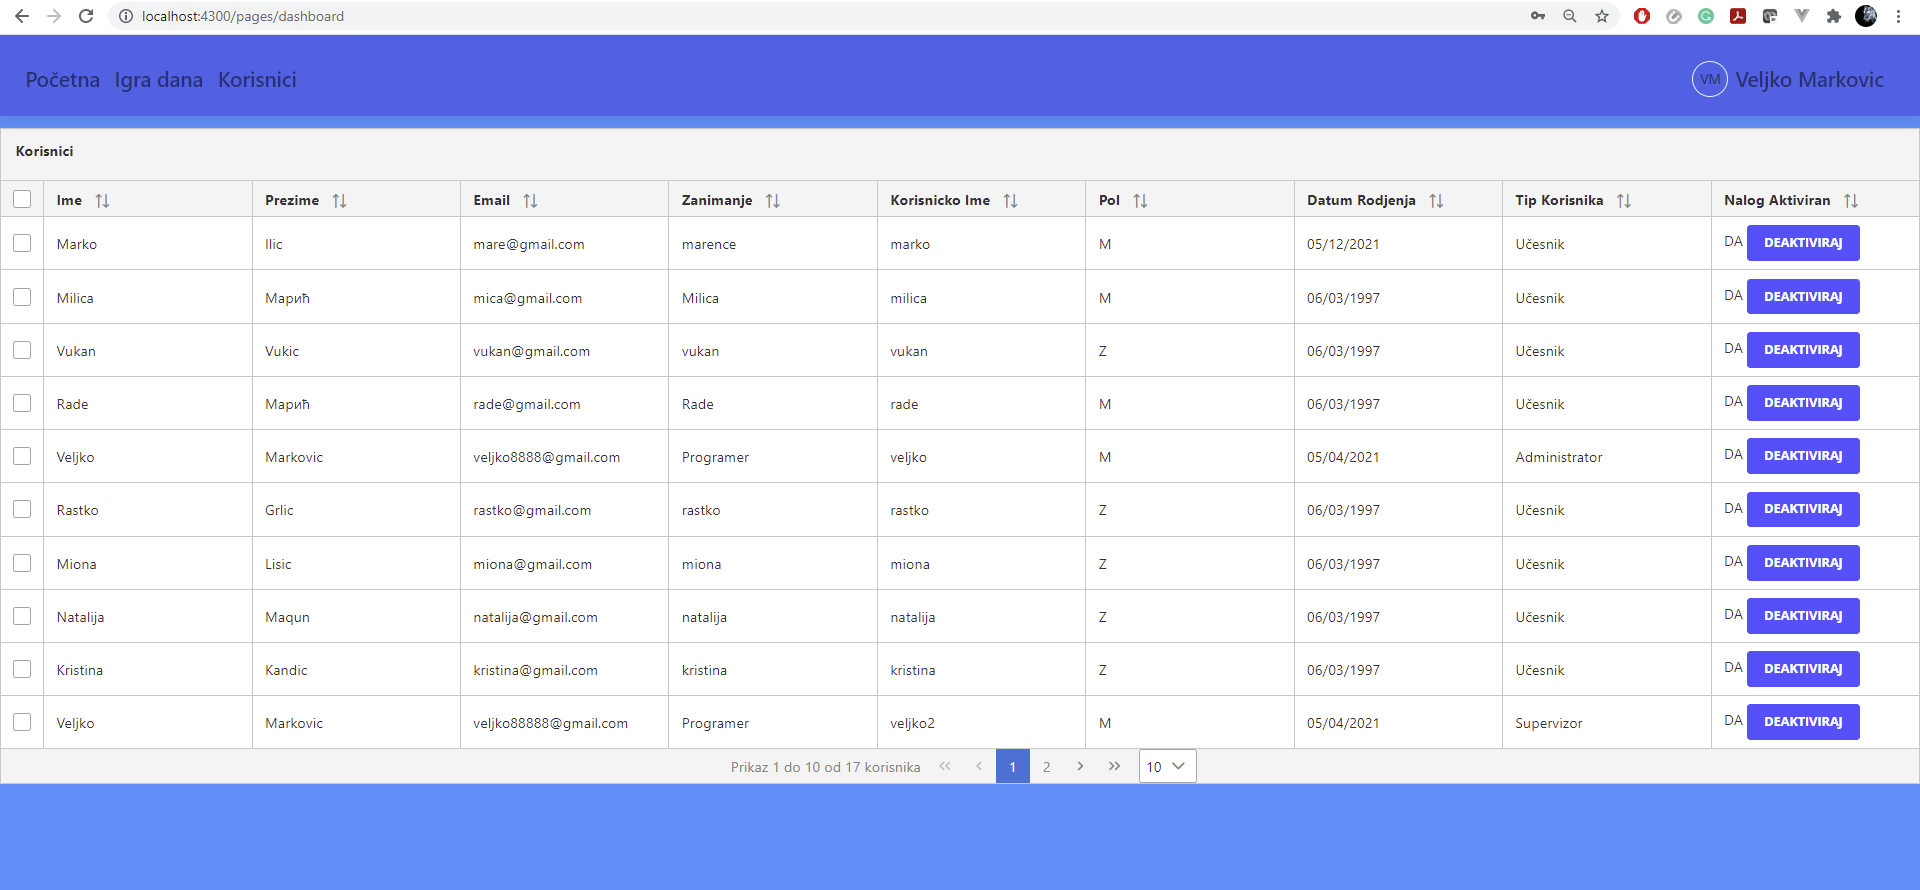 localhost:4300/pages/dashboard
Početna Igra dana Korisnici VM Veljko Markovic
Korisnici
Ime Prezime Email Zanimanje Korisnicko Ime Pol Datum Rodjenja Tip Korisnika Nalog Aktiviran
Marko Ilic mare@gmail.com marence marko M 05/12/2021 Učesnik DA DEAKTIVIRAJ
Milica Марић mica@gmail.com Milica milica M 06/03/1997 Učesnik DA DEAKTIVIRAJ
Vukan Vukic vukan@gmail.com vukan vukan Z 06/03/1997 Učesnik DA DEAKTIVIRAJ
Rade Марић rade@gmail.com Rade rade M 06/03/1997 Učesnik DA DEAKTIVIRAJ
Veljko Markovic veljko8888@gmail.com Programer veljko M 05/04/2021 Administrator DA DEAKTIVIRAJ
Rastko Grlic rastko@gmail.com rastko rastko Z 06/03/1997 Učesnik DA DEAKTIVIRAJ
Miona Lisic miona@gmail.com miona miona Z 06/03/1997 Učesnik DA DEAKTIVIRAJ
Natalija Maqun natalija@gmail.com natalija natalija Z 06/03/1997 Učesnik DA DEAKTIVIRAJ
Kristina Kandic kristina@gmail.com kristina kristina Z 06/03/1997 Učesnik DA DEAKTIVIRAJ
Veljko Markovic veljko88888@gmail.com Programer veljko2 M 05/04/2021 Supervizor DA DEAKTIVIRAJ
Prikaz 1 do 10 od 17 korisnika 1 2 10